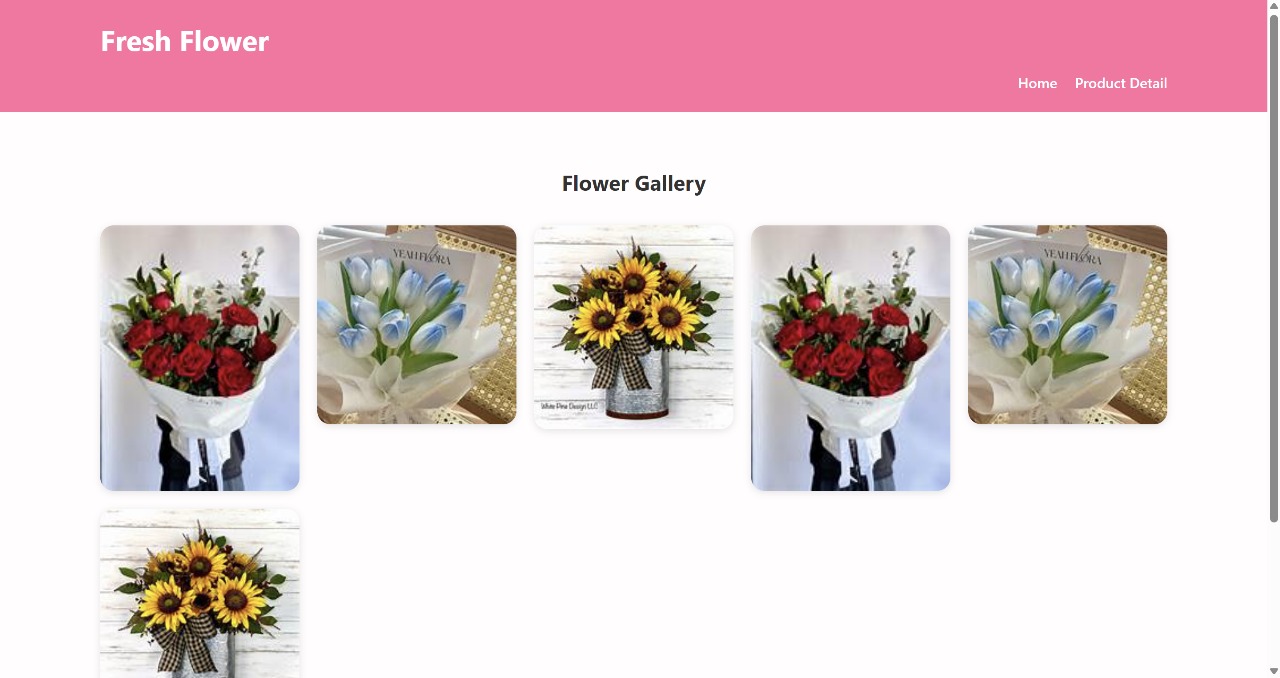 Fresh Flower
Home Product Detail
Flower Gallery
YEAH FLORA
YEAH FLORA
White Pine Design LLC